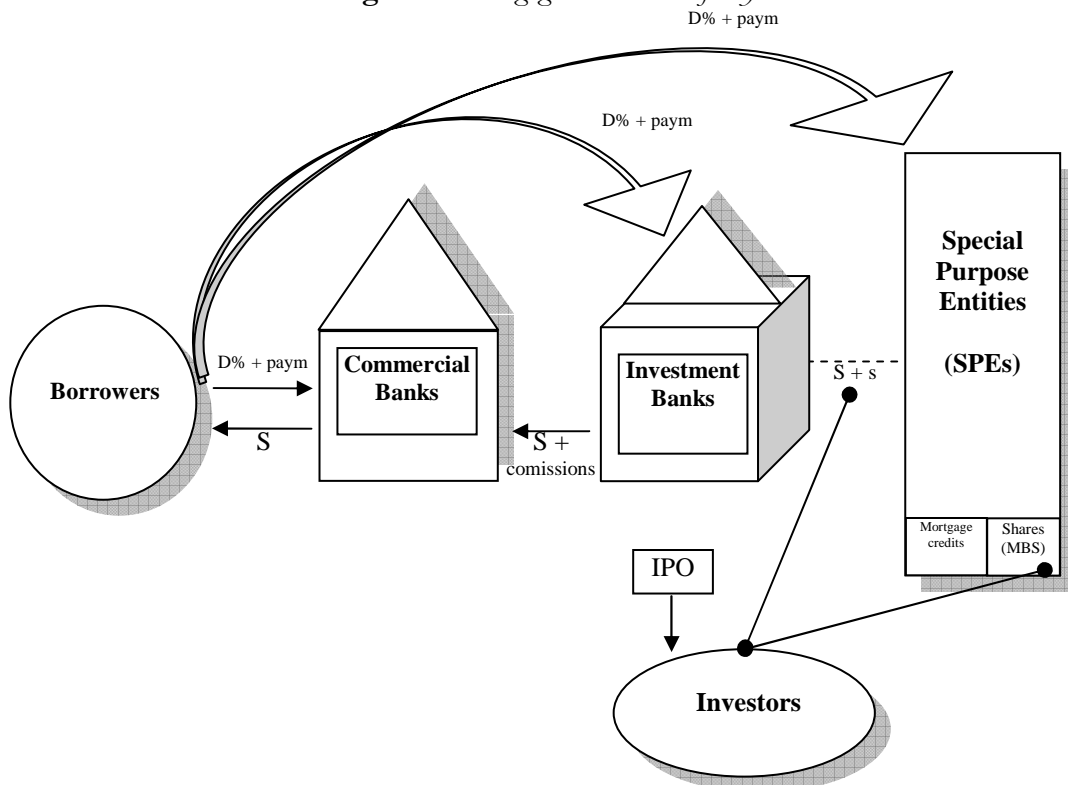 D% + paym
D% + paym
Special
Purpose
Entities
(SPEs)
Borrowers
D% + paym
S
Commercial
Banks
S +
comissions
Investment
Banks
S + s
Mortgage
credits
Shares
(MBS)
IPO
Investors